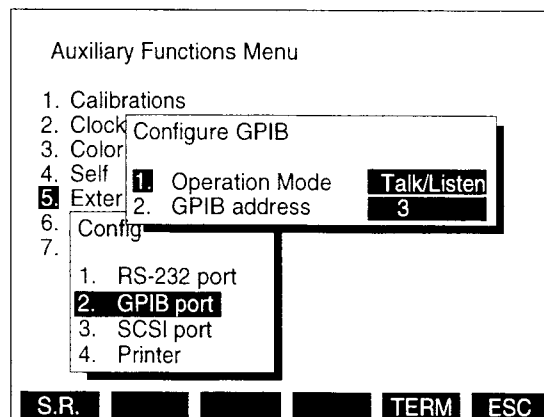 Auxiliary Functions Menu
1. Calibrations
2. Clock
3. Color
4. Self
5. Exter
6.
7.
Configure GPIB
1. Operation Mode Talk/Listen
2. GPIB address 3
Config
1. RS-232 port
2. GPIB port
3. SCSI port
4. Printer
S.R. TERM ESC